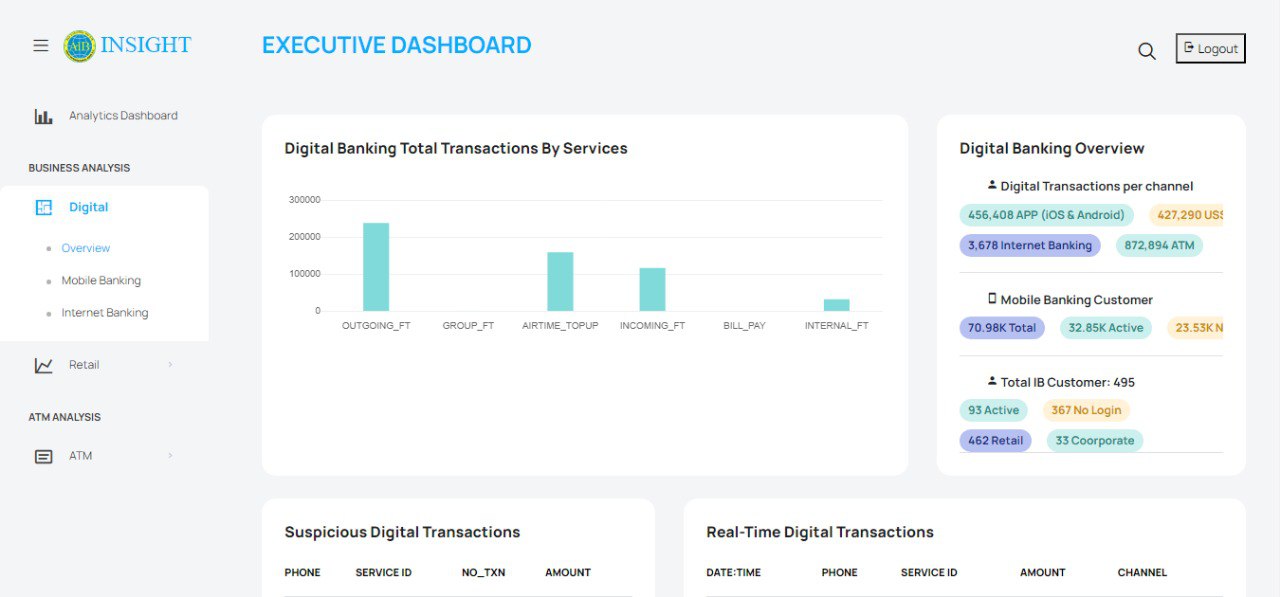 AIB INSIGHT
EXECUTIVE DASHBOARD
Logout
Analytics Dashboard
BUSINESS ANALYSIS
Digital
Overview
Mobile Banking
Internet Banking
Retail
ATM ANALYSIS
ATM
Digital Banking Total Transactions By Services
300000
200000
100000
0
OUTGOING_FT GROUP_FT AIRTIME_TOPUP INCOMING_FT BILL_PAY INTERNAL_FT
Digital Banking Overview
Digital Transactions per channel
456,408 APP (iOS & Android) 427,290
3,678 Internet Banking 872,894 ATM
Mobile Banking Customer
70.98K Total 32.85K Active 23.53K N
Total IB Customer: 495
93 Active 367 No Login
462 Retail 33 Coorporate
Suspicious Digital Transactions
PHONE SERVICE ID NO_TXN AMOUNT
Real-Time Digital Transactions
DATE:TIME PHONE SERVICE ID AMOUNT CHANNEL